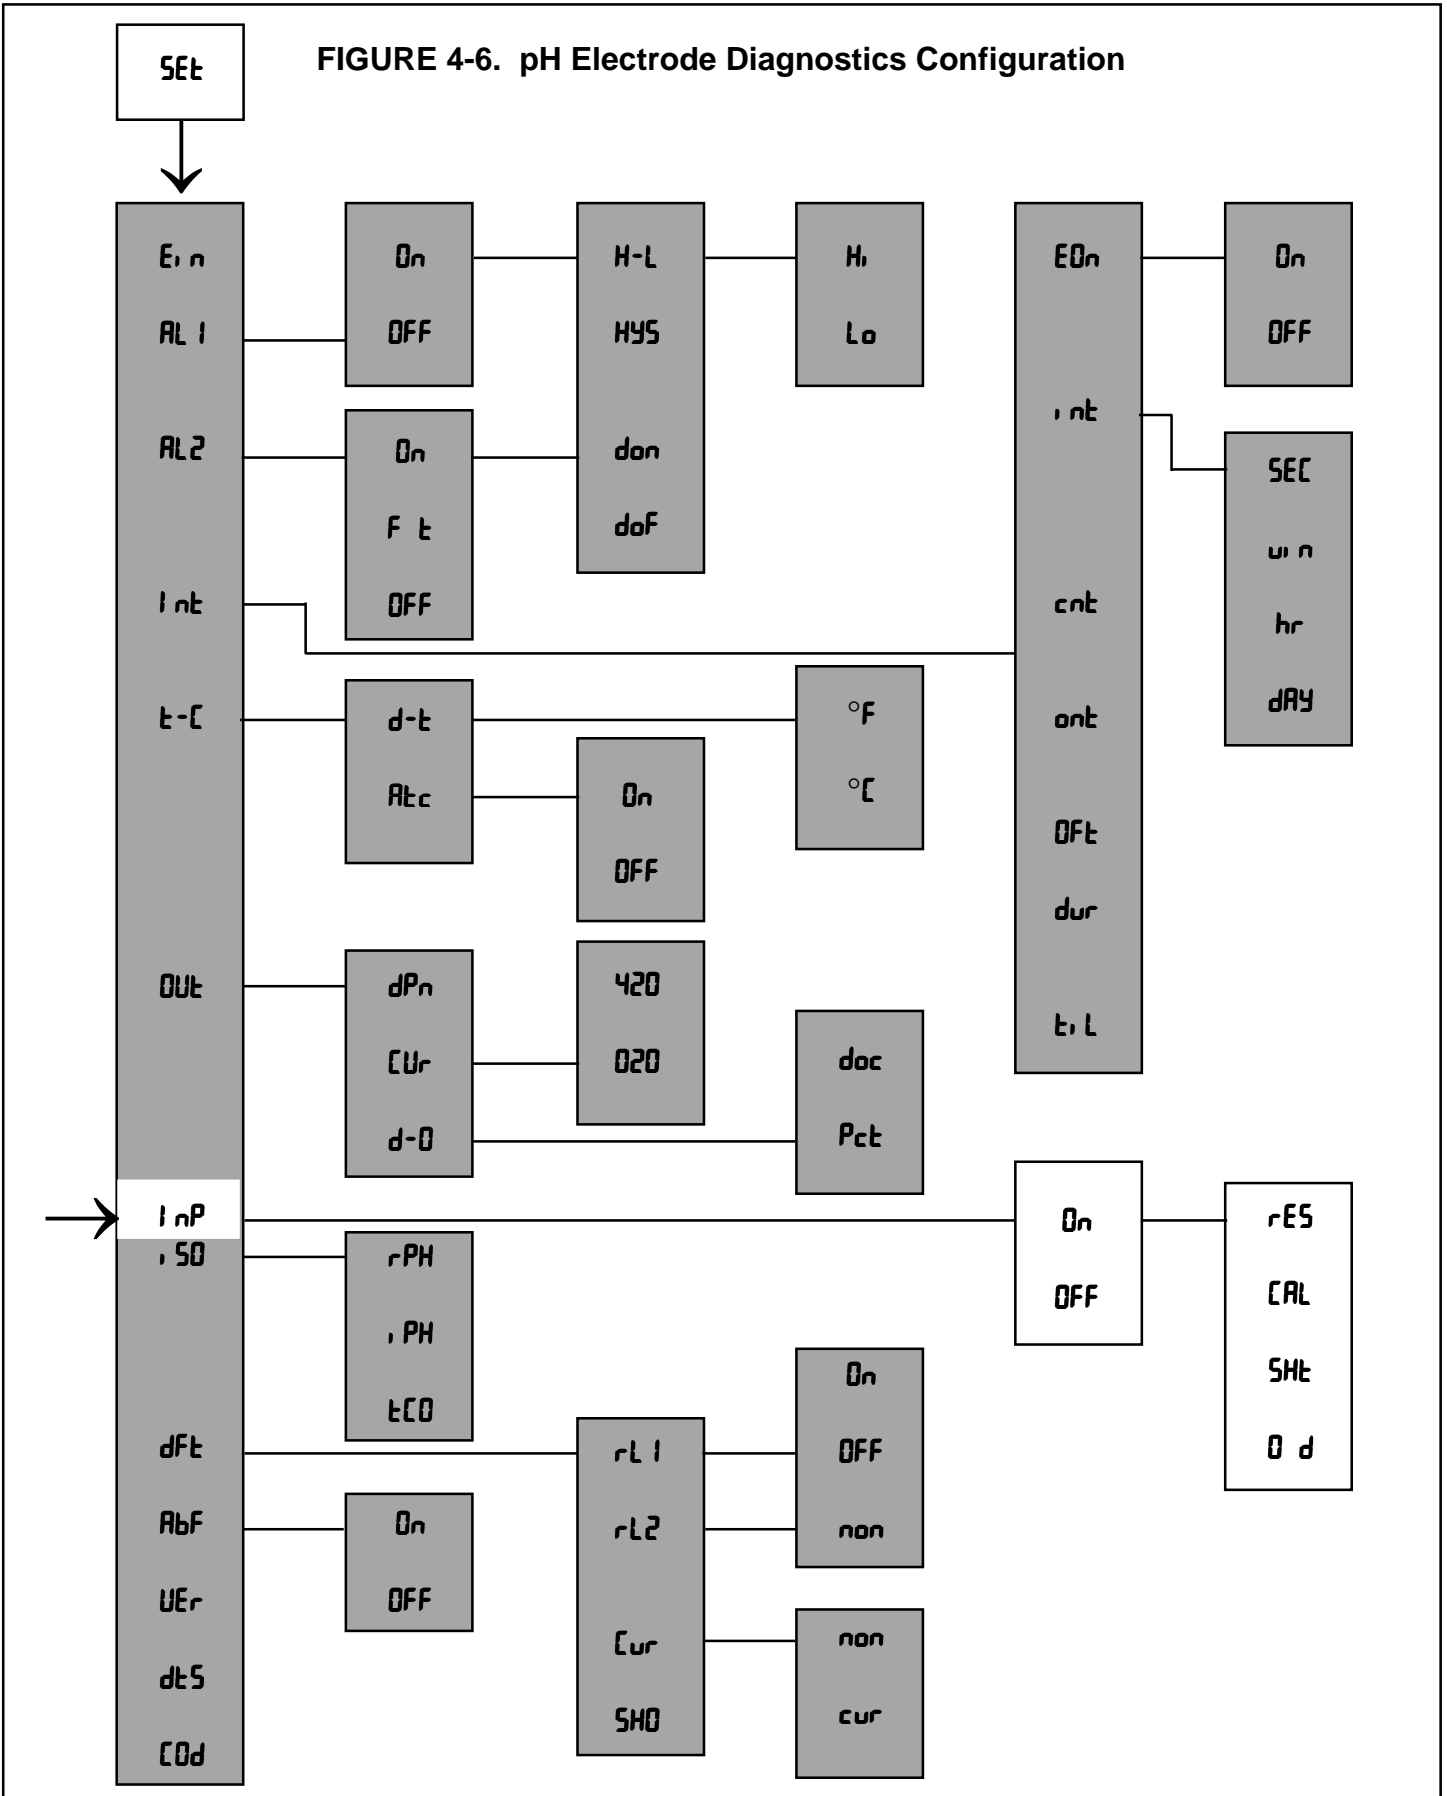 SEt
FIGURE 4-6. pH Electrode Diagnostics Configuration
Ein
AL1
AL2
Int
t-C
OUt
InP
iSO
dFt
AbF
UEr
dtS
COd
On
OFF
On
F t
OFF
d-t
Atc
dPn
CUr
d-O
rPH
iPH
tCO
On
OFF
H-L
HYS
don
doF
On
OFF
420
020
rL1
rL2
Cur
SHO
Hi
Lo
°F
°C
doc
Pct
On
OFF
non
non
cur
EOn
int
cnt
ont
OFt
dur
tiL
On
OFF
On
OFF
SEC
uin
hr
dAY
rES
CAL
SHt
0 d